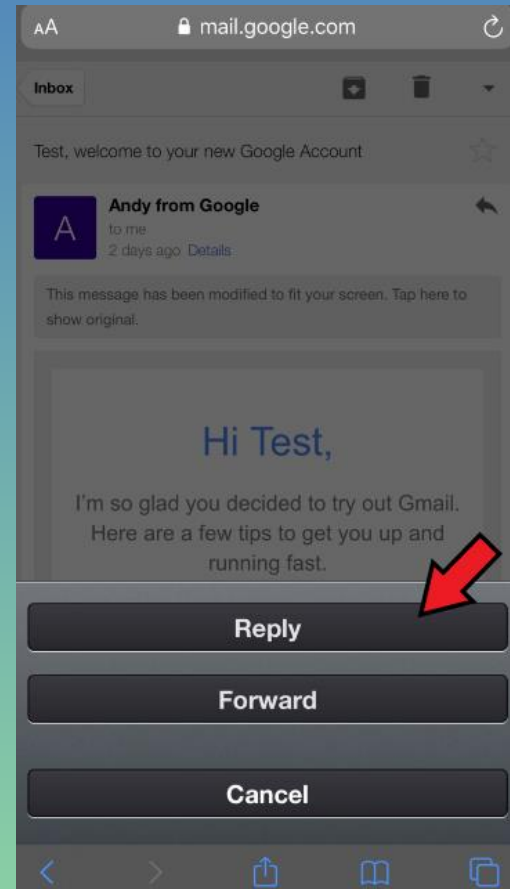 AA mail.google.com
Inbox
Test, welcome to your new Google Account
A
Andy from Google
to me
2 days ago Details
This message has been modified to fit your screen. Tap here to
show original.
Hi Test,
I'm so glad you decided to try out Gmail.
Here are a few tips to get you up and
running fast.
Reply
Forward
Cancel